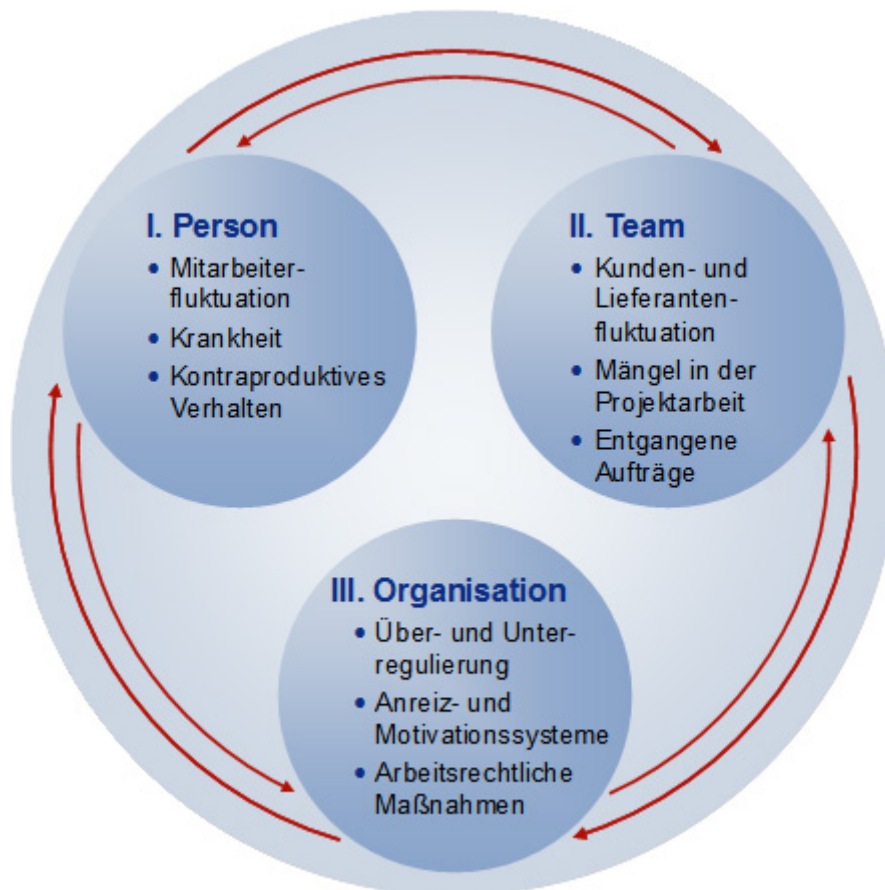 I. Person
• Mitarbeiter-
fluktuation
• Krankheit
• Kontraproduktives
Verhalten
II. Team
• Kunden- und
Lieferanten-
fluktuation
• Mängel in der
Projektarbeit
• Entgangene
Aufträge
III. Organisation
• Über- und Unter-
regulierung
• Anreiz- und
Motivationssysteme
• Arbeitsrechtliche
Maßnahmen